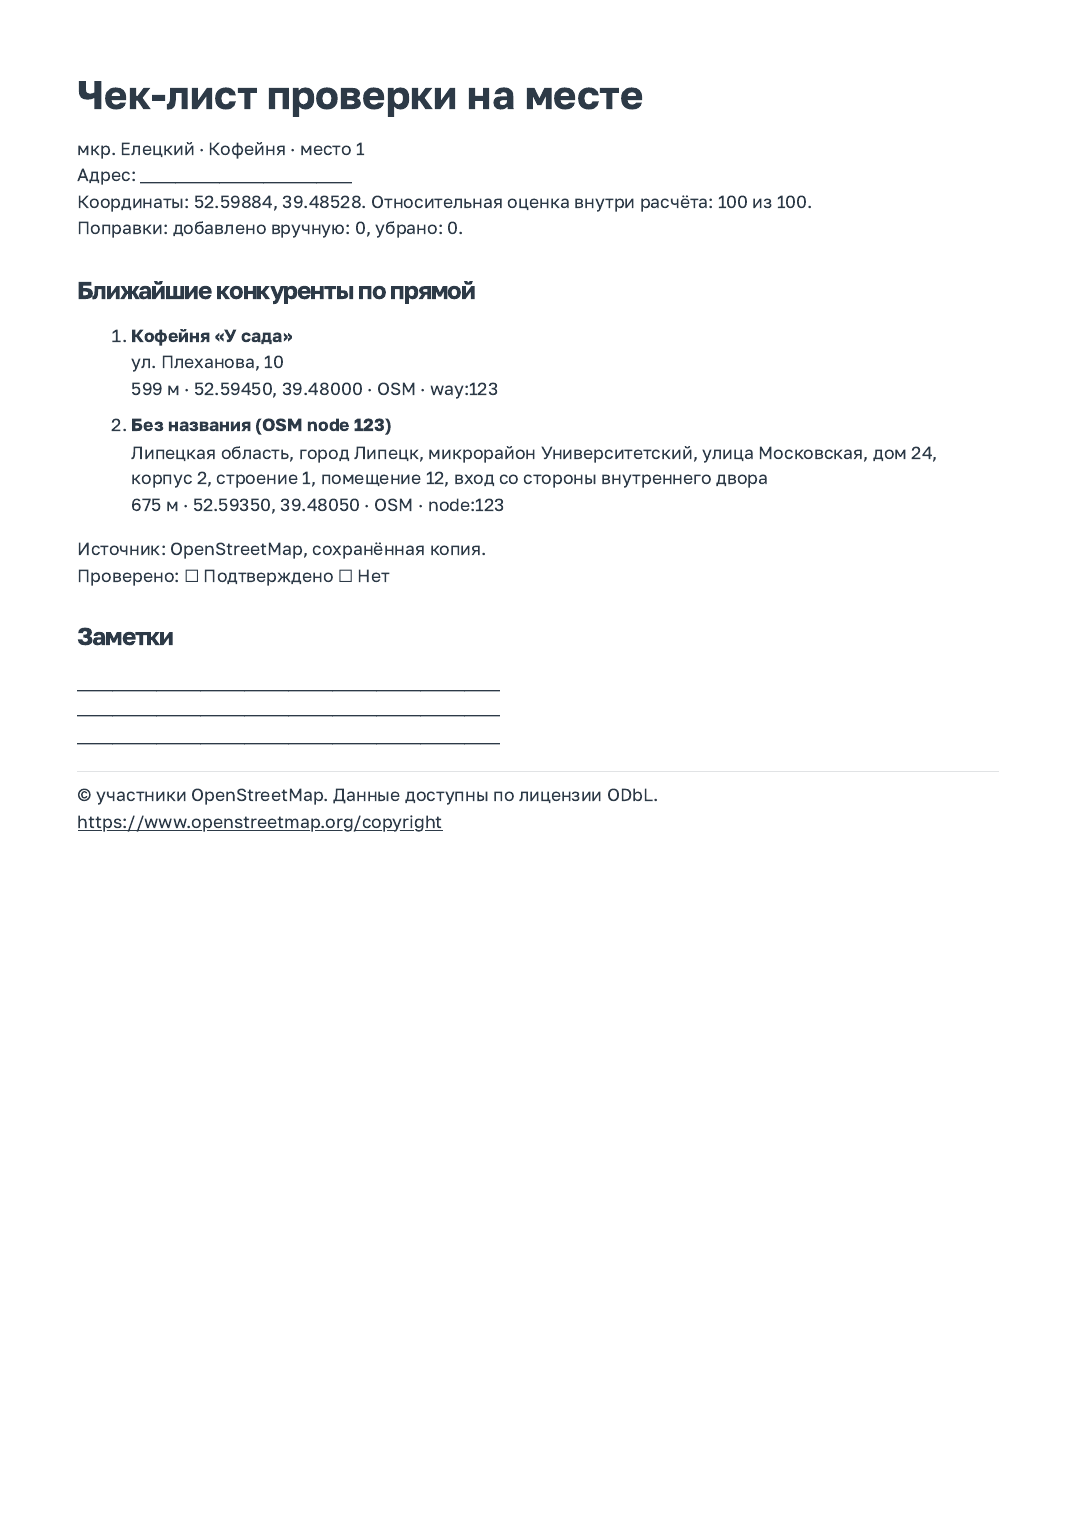 Чек-лист проверки на месте
мкр. Елецкий · Кофейня · место 1
Адрес: ________________________
Координаты: 52.59884, 39.48528. Относительная оценка внутри расчёта: 100 из 100.
Поправки: добавлено вручную: 0, убрано: 0.
Ближайшие конкуренты по прямой
1. Кофейня «У сада»
ул. Плеханова, 10
599 м · 52.59450, 39.48000 · OSM · way:123
2. Без названия (OSM node 123)
Липецкая область, город Липецк, микрорайон Университетский, улица Московская, дом 24,
корпус 2, строение 1, помещение 12, вход со стороны внутреннего двора
675 м · 52.59350, 39.48050 · OSM · node:123
Источник: OpenStreetMap, сохранённая копия.
Проверено: ☐ Подтверждено ☐ Нет
Заметки
________________________________________________
________________________________________________
________________________________________________
© участники OpenStreetMap. Данные доступны по лицензии ODbL.
https://www.openstreetmap.org/copyright